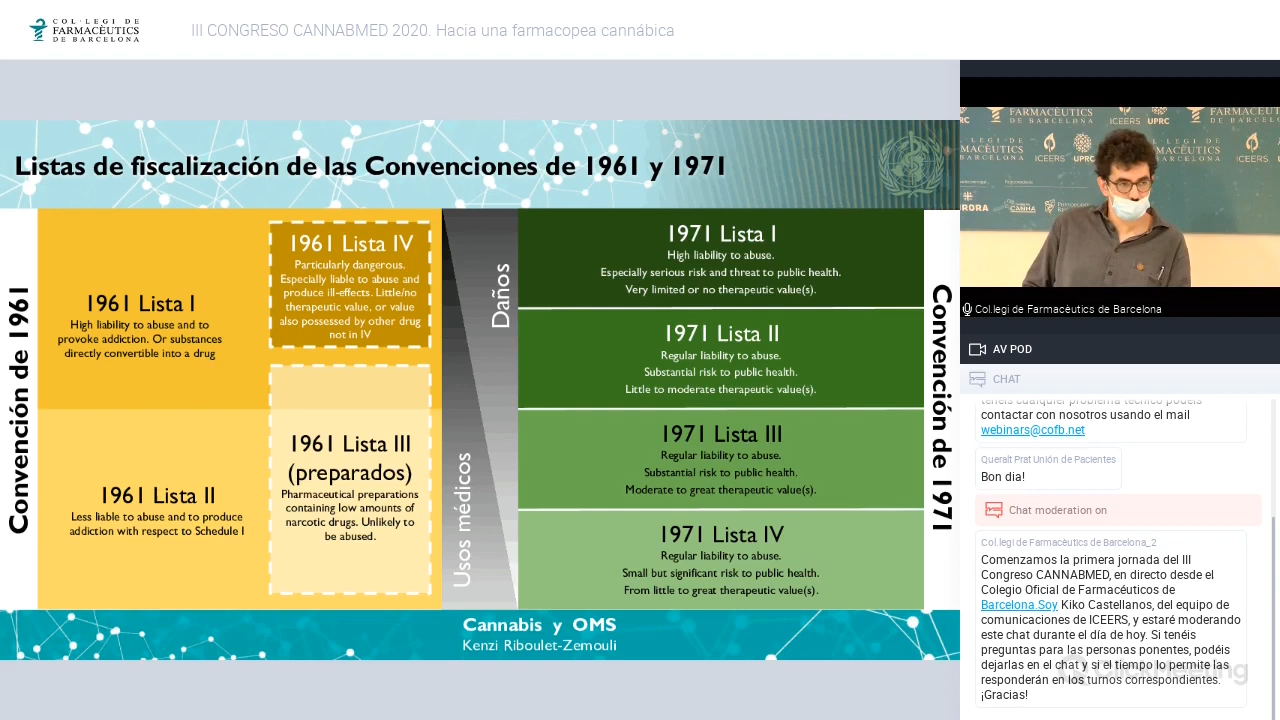 COL·LEGI DE
FARMACÈUTICS
DE BARCELONA
III CONGRESO CANNABMED 2020. Hacia una farmacopea cannábica
Listas de fiscalización de las Convenciones de 1961 y 1971
Convención de 1961
1961 Lista I
High liability to abuse and to
provoke addiction. Or substances
directly convertible into a drug
1961 Lista II
Less liable to abuse and to produce
addiction with respect to Schedule I
1961 Lista IV
Particularly dangerous.
Especially liable to abuse and
produce ill-effects. Little/no
therapeutic value, or value
also possessed by other drug
not in IV
1961 Lista III
(preparados)
Pharmaceutical preparations
containing low amounts of
narcotic drugs. Unlikely to
be abused.
Daños
Usos médicos
1971 Lista I
High liability to abuse.
Especially serious risk and threat to public health.
Very limited or no therapeutic value(s).
1971 Lista II
Regular liability to abuse.
Substantial risk to public health.
Little to moderate therapeutic value(s).
1971 Lista III
Regular liability to abuse.
Substantial risk to public health.
Moderate to great therapeutic value(s).
1971 Lista IV
Regular liability to abuse.
Small but significant risk to public health.
From little to great therapeutic value(s).
Convención de 1971
Cannabis y OMS
Kenzi Riboulet-Zemouli
FARMACÈUTICS
DE BARCELONA
ICEERS
UPRC
Col.legi de Farmacèutics de Barcelona
AV POD
CHAT
tenéis cualquier problema técnico podéis
contactar con nosotros usando el mail
webinars@cofb.net
Queralt Prat Unión de Pacientes
Bon dia!
Chat moderation on
Col.legi de Farmacèutics de Barcelona_2
Comenzamos la primera jornada del III
Congreso CANNABMED, en directo desde el
Colegio Oficial de Farmacéuticos de
Barcelona.Soy Kiko Castellanos, del equipo de
comunicaciones de ICEERS, y estaré moderando
este chat durante el día de hoy. Si tenéis
preguntas para las personas ponentes, podéis
dejarlas en el chat y si el tiempo lo permite las
responderán en los turnos correspondientes.
¡Gracias!
ClickMeeting